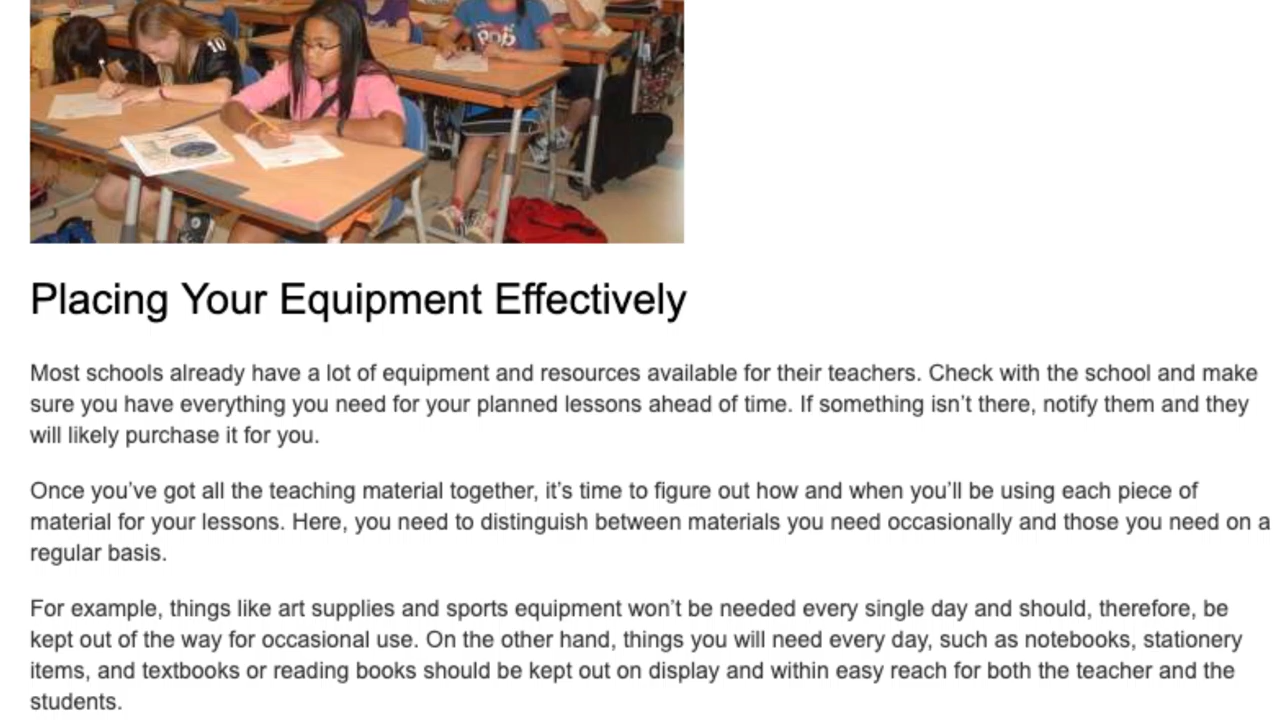 10
POP
Placing Your Equipment Effectively
Most schools already have a lot of equipment and resources available for their teachers. Check with the school and make
sure you have everything you need for your planned lessons ahead of time. If something isn’t there, notify them and they
will likely purchase it for you.
Once you’ve got all the teaching material together, it’s time to figure out how and when you’ll be using each piece of
material for your lessons. Here, you need to distinguish between materials you need occasionally and those you need on a
regular basis.
For example, things like art supplies and sports equipment won’t be needed every single day and should, therefore, be
kept out of the way for occasional use. On the other hand, things you will need every day, such as notebooks, stationery
items, and textbooks or reading books should be kept out on display and within easy reach for both the teacher and the
students.